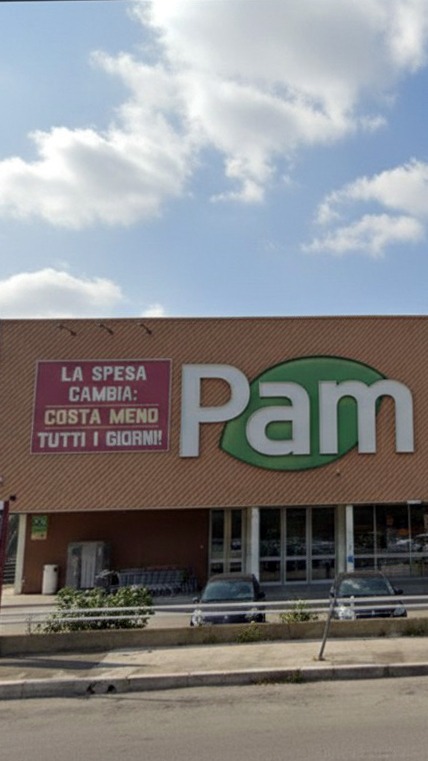 LA SPESA
CAMBIA:
COSTA MENO
TUTTI I GIORNI!
Pam